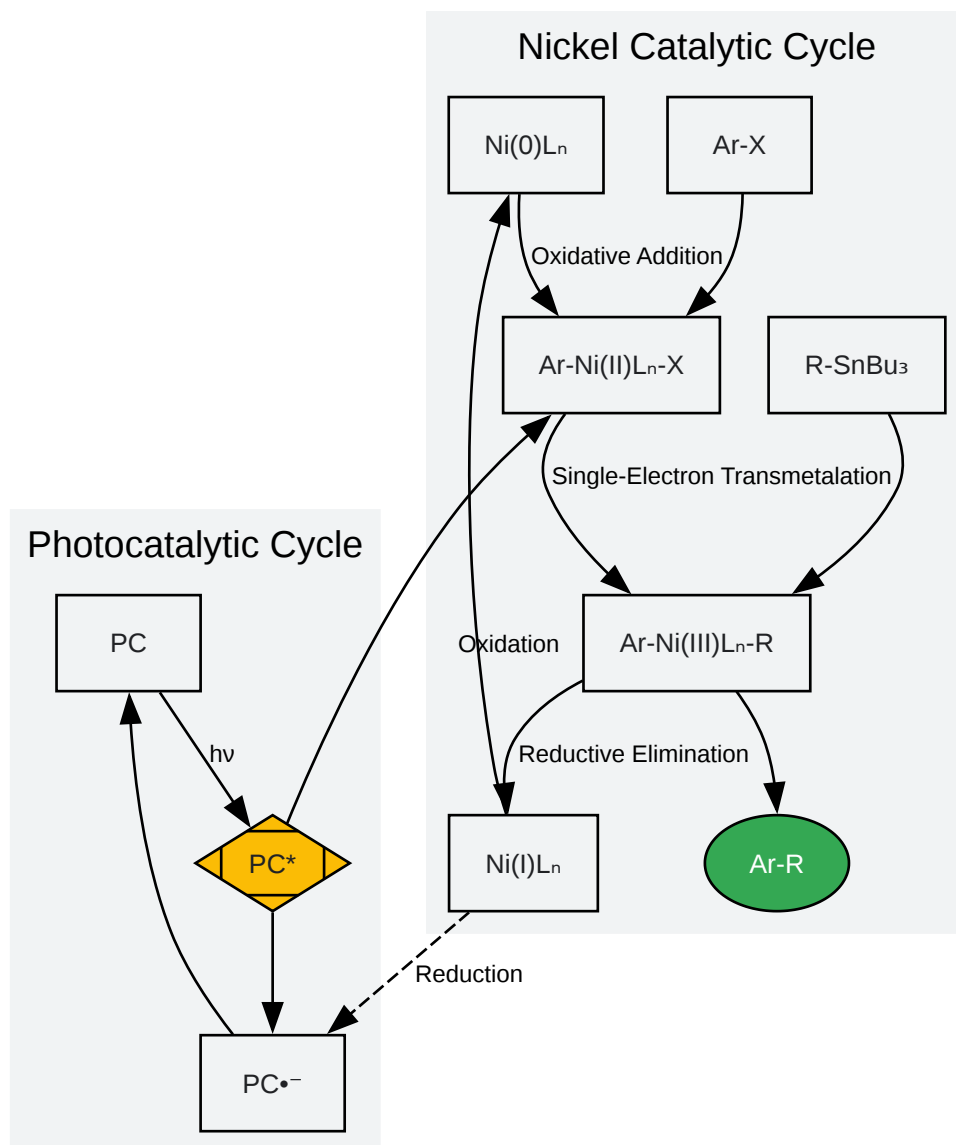 Nickel Catalytic Cycle
Ni(0)Lₙ
Ar-X
Oxidative Addition
Ar-Ni(II)Lₙ-X
R-SnBu₃
Single-Electron Transmetalation
Photocatalytic Cycle
PC
Oxidation
Ar-Ni(III)Lₙ-R
hν
Reductive Elimination
PC*
Ni(I)Lₙ
Ar-R
Reduction
PC•⁻